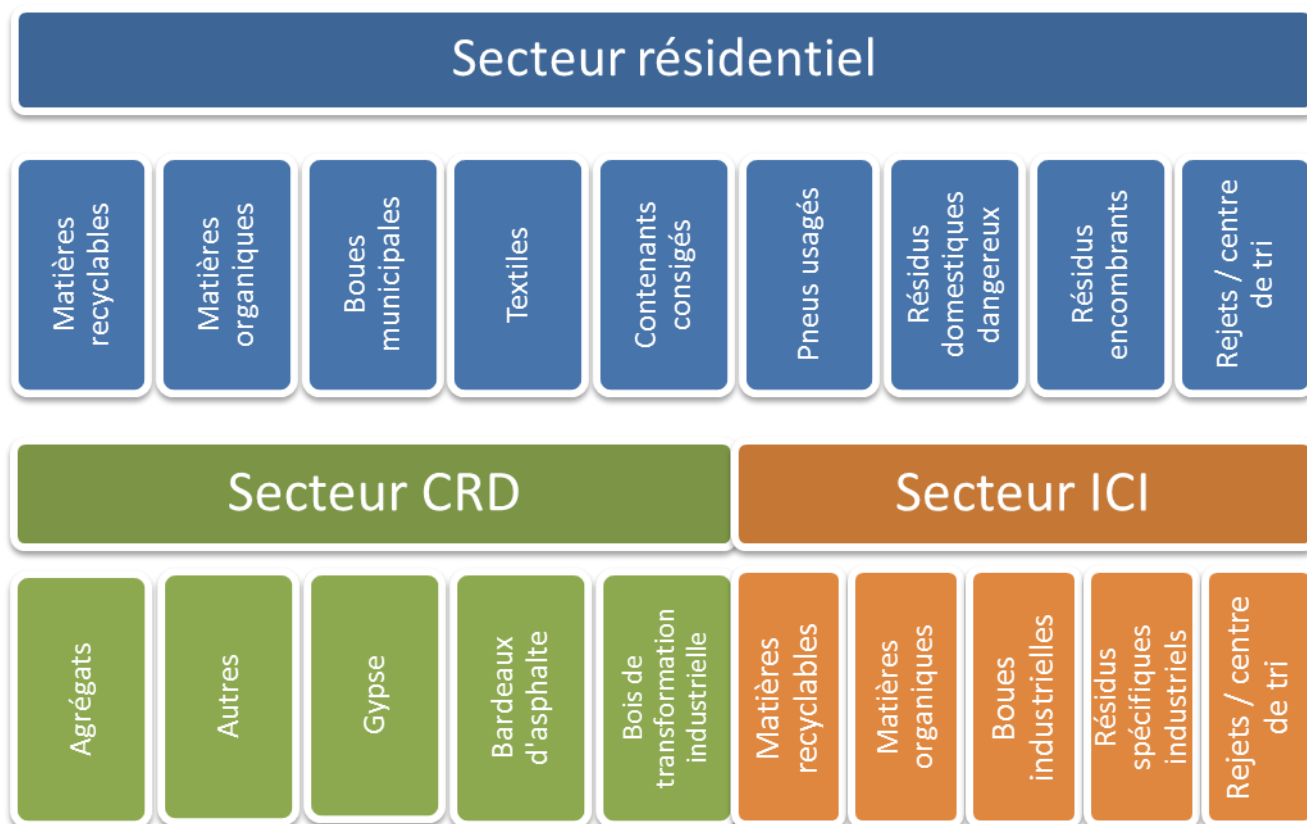 Secteur résidentiel
Matières
recyclables
Matières
organiques
Boues
municipales
Textiles
Contenants
consignés
Pneus usagés
Résidus
domestiques
dangereux
Résidus
encombrants
Rejets / centre
de tri
Secteur CRD
Secteur ICI
Agrégats
Autres
Gypse
Bardeaux
d'asphalte
Bois de
transformation
industrielle
Matières
recyclables
Matières
organiques
Boues
industrielles
Résidus
spécifiques
industriels
Rejets / centre
de tri